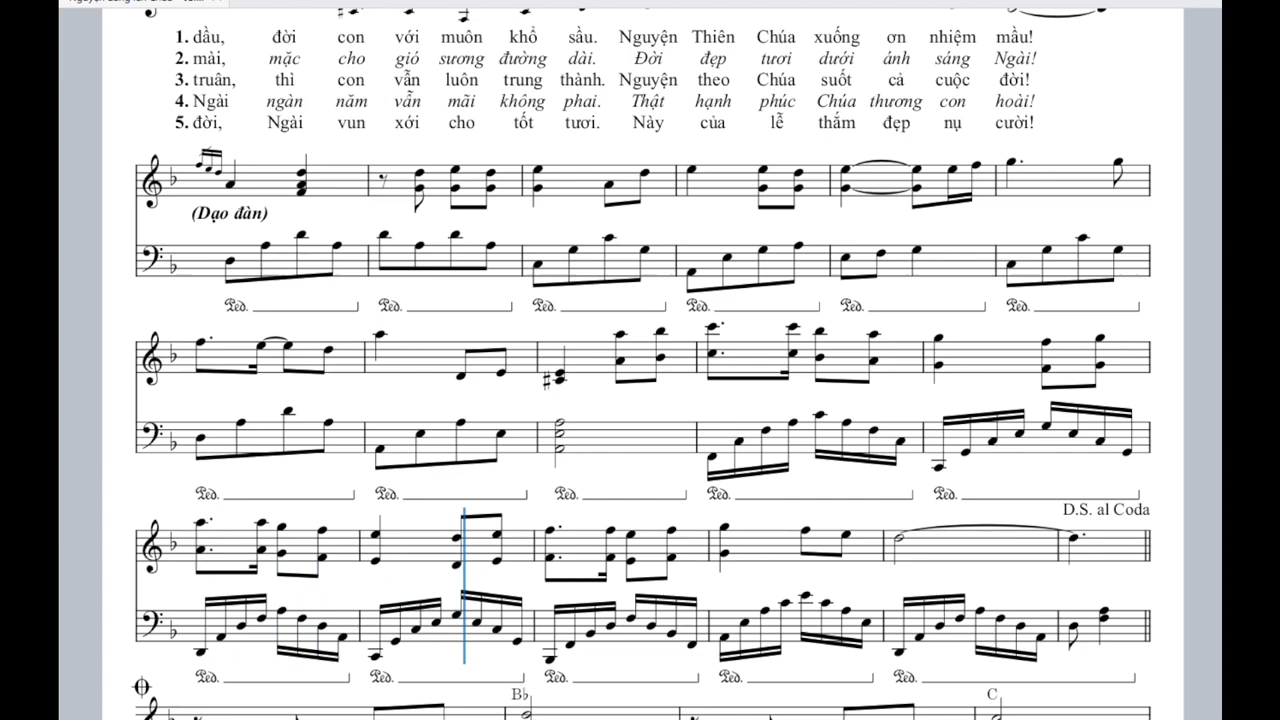 1. dầu, đời con với muôn khổ sầu. Nguyện Thiên Chúa xuống ơn nhiệm mầu!
2. mài, mặc cho gió sương đường dài. Đời đẹp tươi dưới ánh sáng Ngài!
3. truân, thì con vẫn luôn trung thành. Nguyện theo Chúa suốt cả cuộc đời!
4. Ngài ngàn năm vẫn mãi không phai. Thật hạnh phúc Chúa thương con hoài!
5. đời, Ngài vun xới cho tốt tươi. Này của lễ thắm đẹp nụ cười!
(Dạo đàn)
Ped. Ped. Ped. Ped. Ped. Ped.
Ped. Ped. Ped. Ped. Ped.
D.S. al Coda
Ped. Ped. Ped. Ped. Ped.
B♭ C